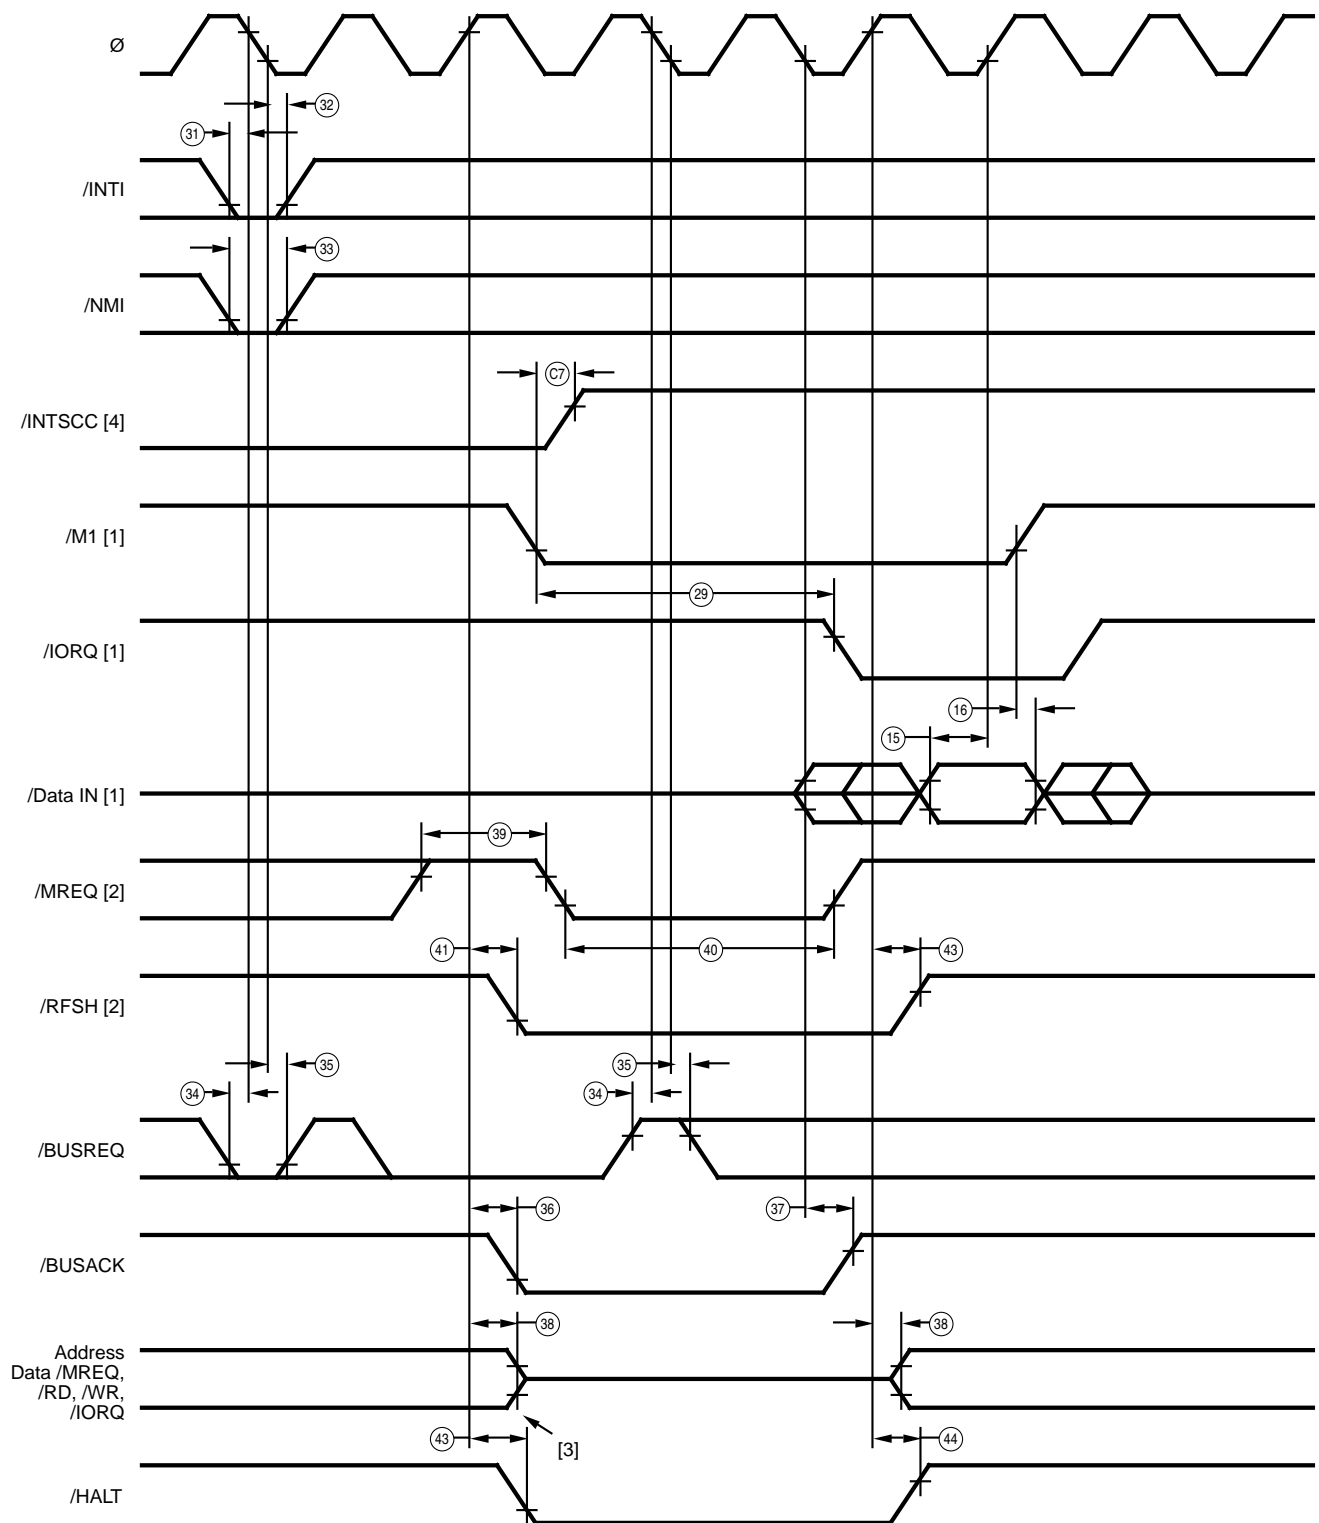 Ø
32
31
/INTI
33
/NMI
C7
/INTSCC [4]
/M1 [1]
29
/IORQ [1]
16
15
/Data IN [1]
39
/MREQ [2]
41
40
43
/RFSH [2]
35
35
34
34
/BUSREQ
36
37
/BUSACK
38
38
Address
Data /MREQ,
/RD, /WR,
/IORQ
43
[3]
44
/HALT